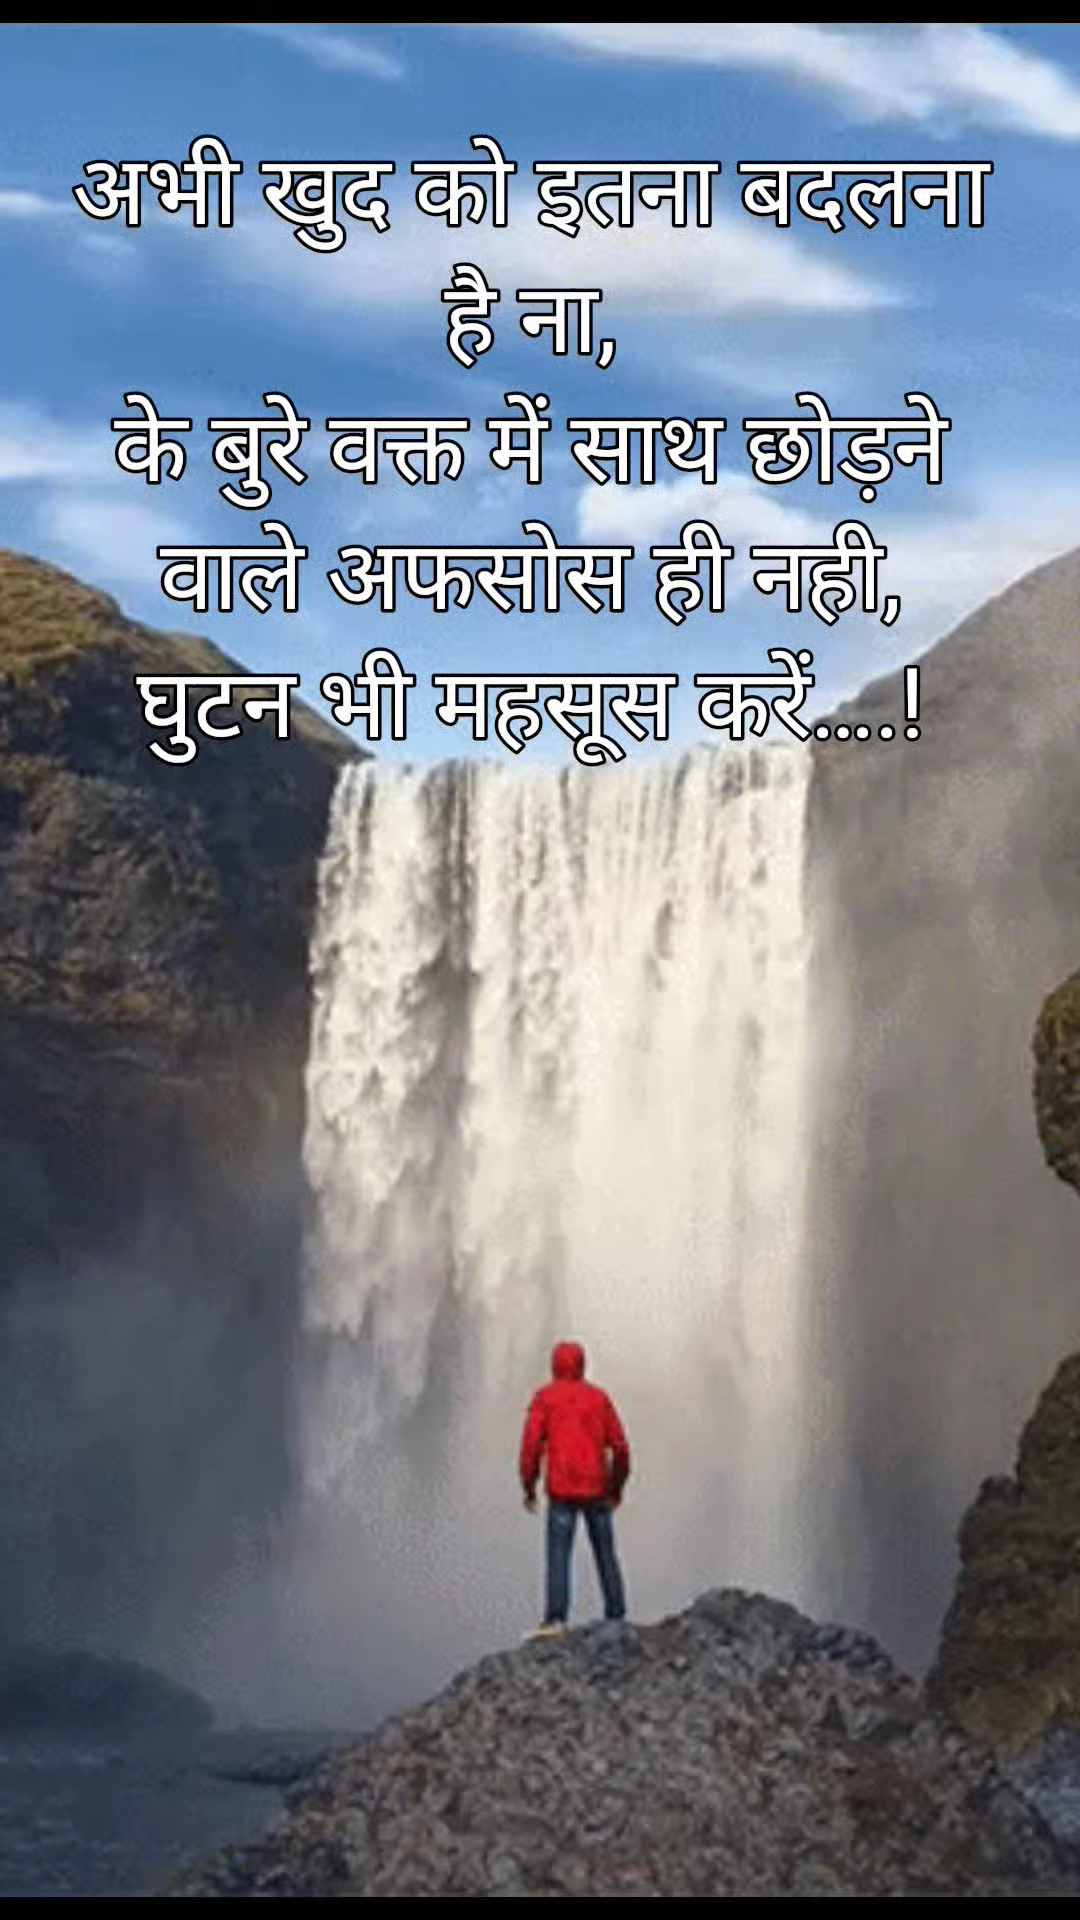 अभी खुद को इतना बदलना
है ना,
के बुरे वक्त में साथ छोड़ने
वाले अफसोस ही नही,
घुटन भी महसूस करें....!